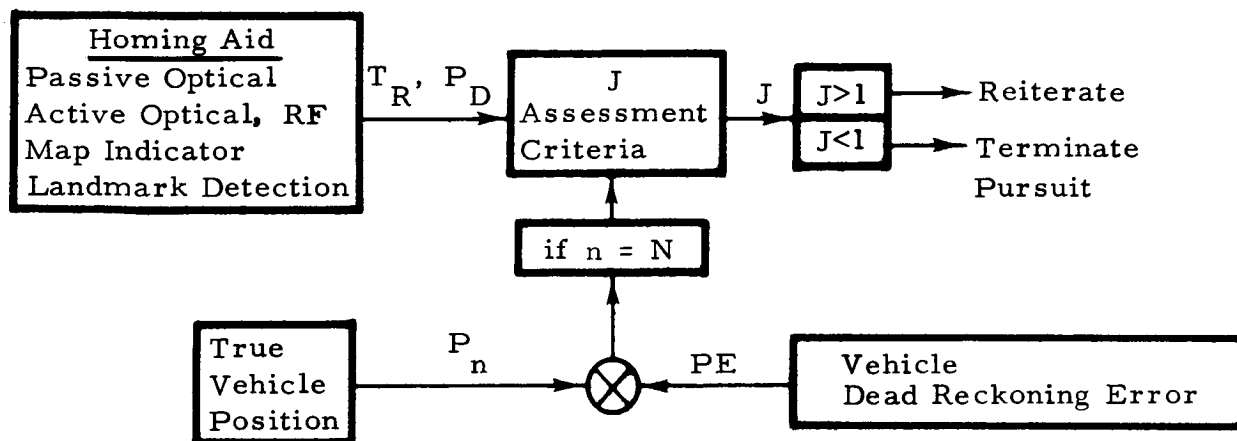 Homing Aid
Passive Optical
Active Optical, RF
Map Indicator
Landmark Detection
T_R, P_D
J
Assessment
Criteria
J
J>1
J<1
Reiterate
Terminate
Pursuit
if n = N
True
Vehicle
Position
P_n
PE
Vehicle
Dead Reckoning Error